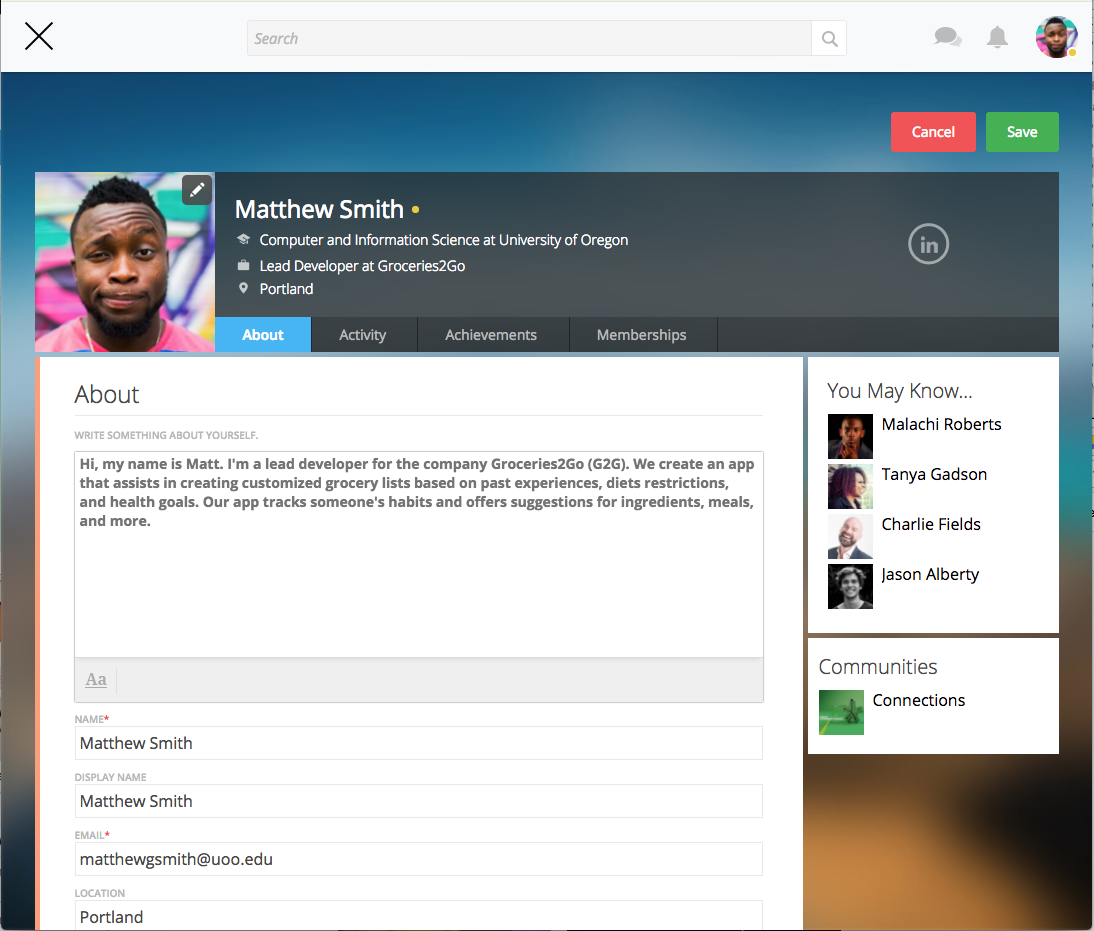 Search
Cancel
Save
Matthew Smith
Computer and Information Science at University of Oregon
Lead Developer at Groceries2Go
Portland
in
About
Activity
Achievements
Memberships
About
WRITE SOMETHING ABOUT YOURSELF.
Hi, my name is Matt. I'm a lead developer for the company Groceries2Go (G2G). We create an app
that assists in creating customized grocery lists based on past experiences, diets restrictions,
and health goals. Our app tracks someone's habits and offers suggestions for ingredients, meals,
and more.
Aa
NAME*
Matthew Smith
DISPLAY NAME
Matthew Smith
EMAIL*
matthewgsmith@uoo.edu
LOCATION
Portland
You May Know...
Malachi Roberts
Tanya Gadson
Charlie Fields
Jason Alberty
Communities
Connections